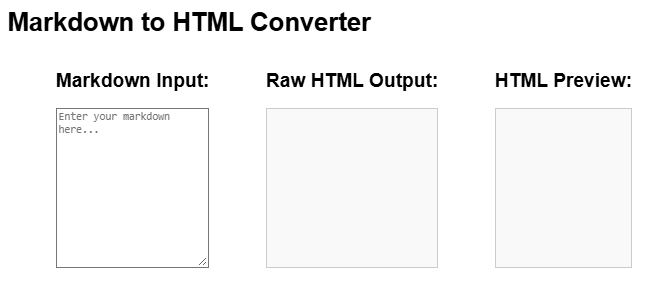 Markdown to HTML Converter
Markdown Input:
Raw HTML Output:
HTML Preview:
Enter your markdown
here...